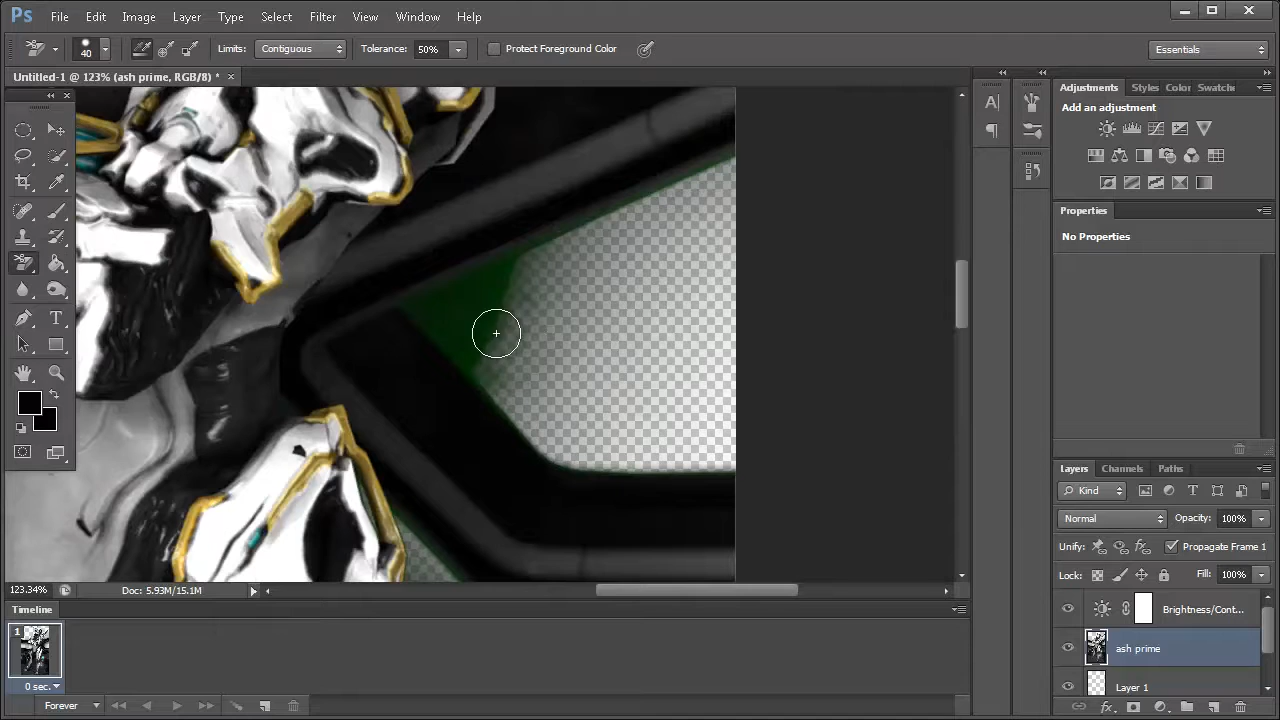 Ps File Edit Image Layer Type Select Filter View Window Help
40 Limits: Contiguous Tolerance: 50% Protect Foreground Color Essentials
Untitled-1 @ 123% (ash prime, RGB/8) * ×
Adjustments Styles Color Swatch
Add an adjustment
Properties
No Properties
Layers Channels Paths
Kind
Normal Opacity: 100%
Unify: Propagate Frame 1
Lock: Fill: 100%
Brightness/Cont...
ash prime
Layer 1
123.34% Doc: 5.93M/15.1M
Timeline
1
0 sec.
Forever